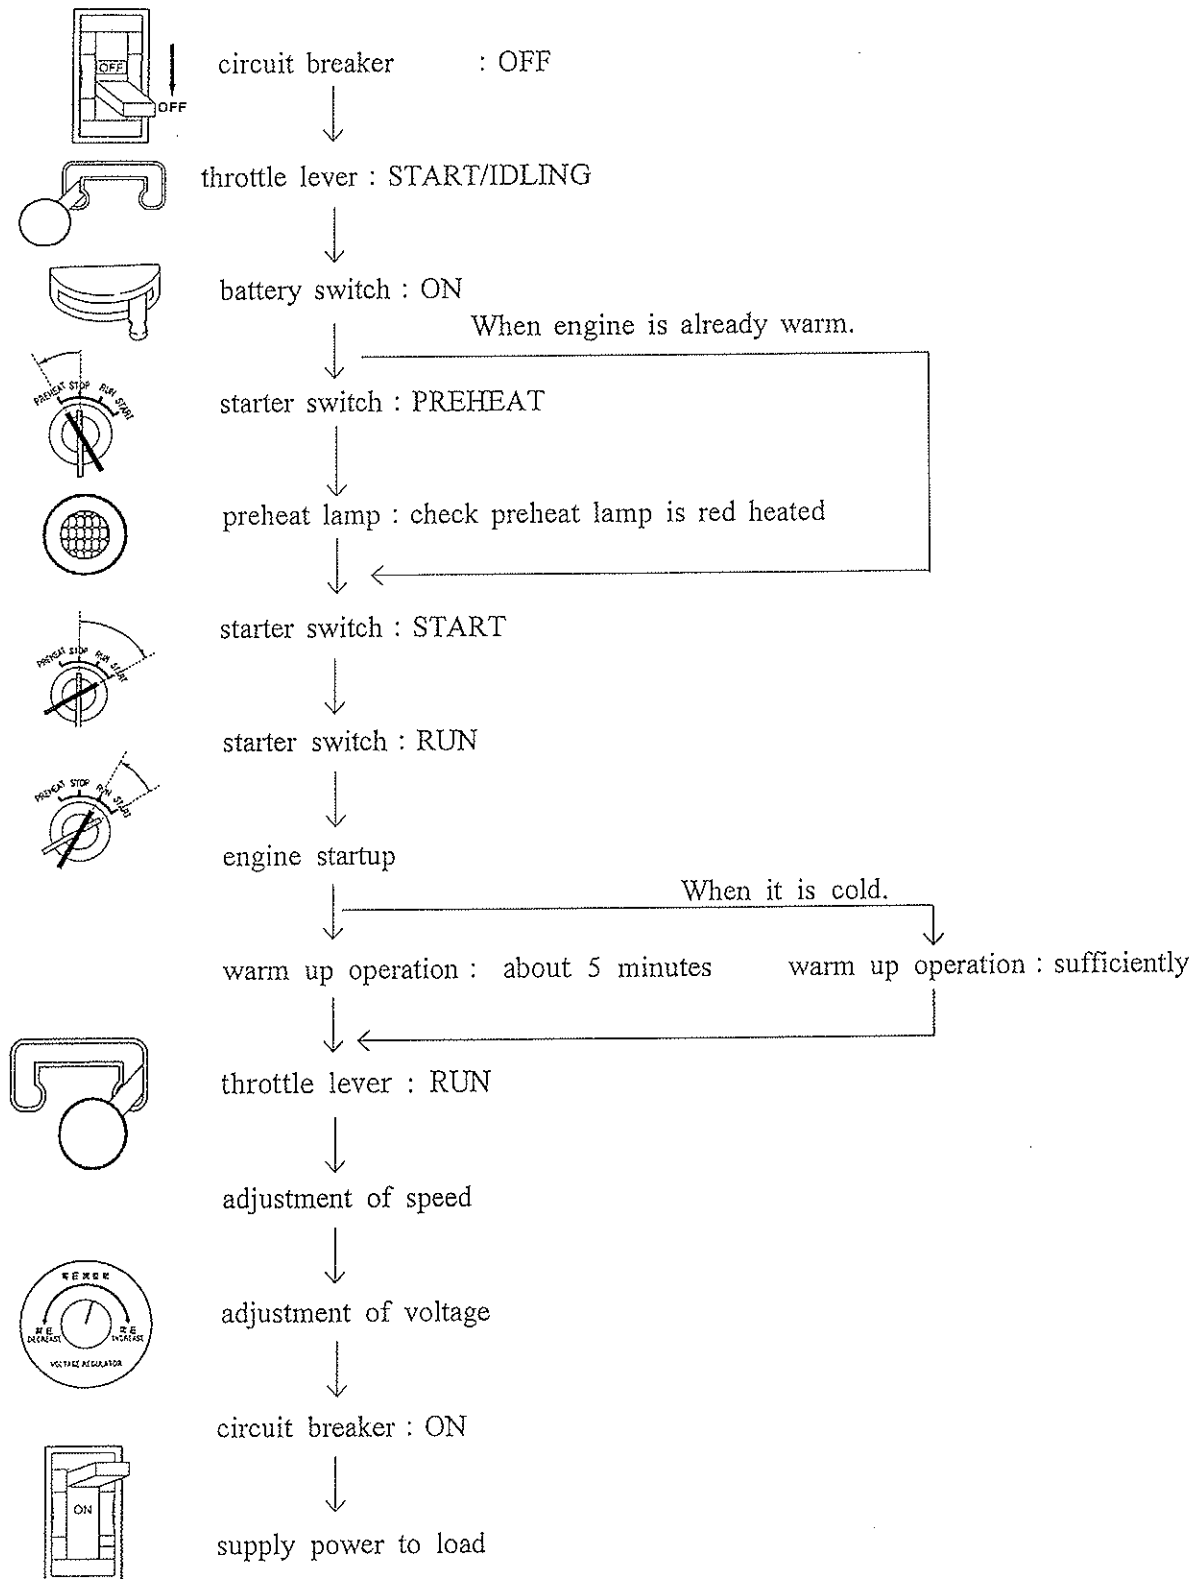 OFF
OFF
circuit breaker : OFF
throttle lever : START/IDLING
battery switch : ON
When engine is already warm.
PREHEAT STOP RUN START
starter switch : PREHEAT
preheat lamp : check preheat lamp is red heated
starter switch : START
PREHEAT STOP RUN START
starter switch : RUN
PREHEAT STOP RUN START
engine startup
When it is cold.
warm up operation : about 5 minutes warm up operation : sufficiently
throttle lever : RUN
adjustment of speed
DECREASE INCREASE
VOLTAGE REGULATOR
adjustment of voltage
circuit breaker : ON
ON
supply power to load